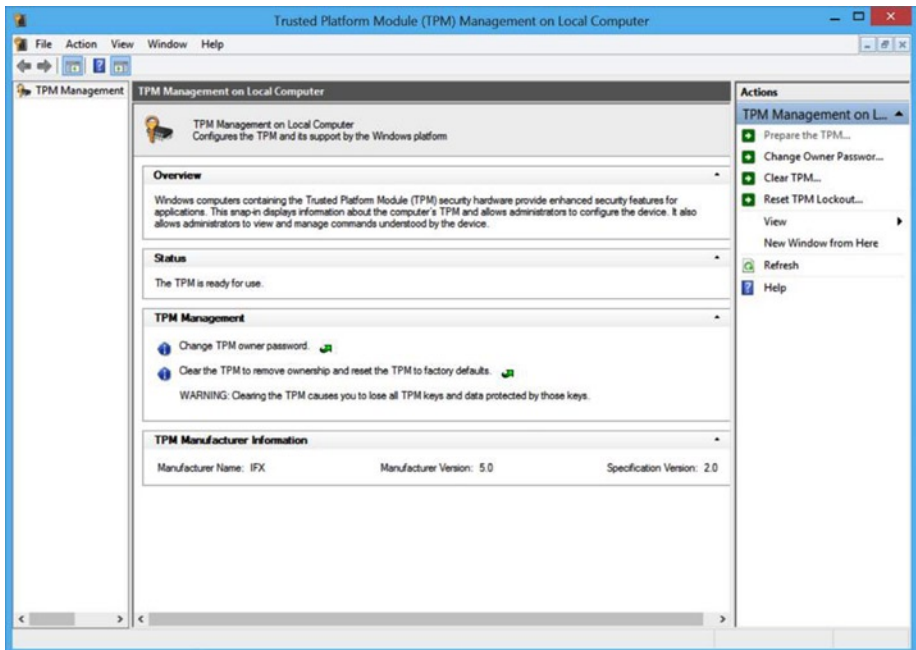 Trusted Platform Module (TPM) Management on Local Computer
File Action View Window Help
TPM Management
TPM Management on Local Computer
TPM Management on Local Computer
Configures the TPM and its support by the Windows platform
Overview
Windows computers containing the Trusted Platform Module (TPM) security hardware provide enhanced security features for
applications. This snap-in displays information about the computer's TPM and allows administrators to configure the device. It also
allows administrators to view and manage commands understood by the device.
Status
The TPM is ready for use.
TPM Management
Change TPM owner password.
Clear the TPM to remove ownership and reset the TPM to factory defaults.
WARNING: Clearing the TPM causes you to lose all TPM keys and data protected by those keys.
TPM Manufacturer Information
Manufacturer Name: IFX Manufacturer Version: 5.0 Specification Version: 2.0
Actions
TPM Management on L...
Prepare the TPM...
Change Owner Passwor...
Clear TPM...
Reset TPM Lockout...
View
New Window from Here
Refresh
Help